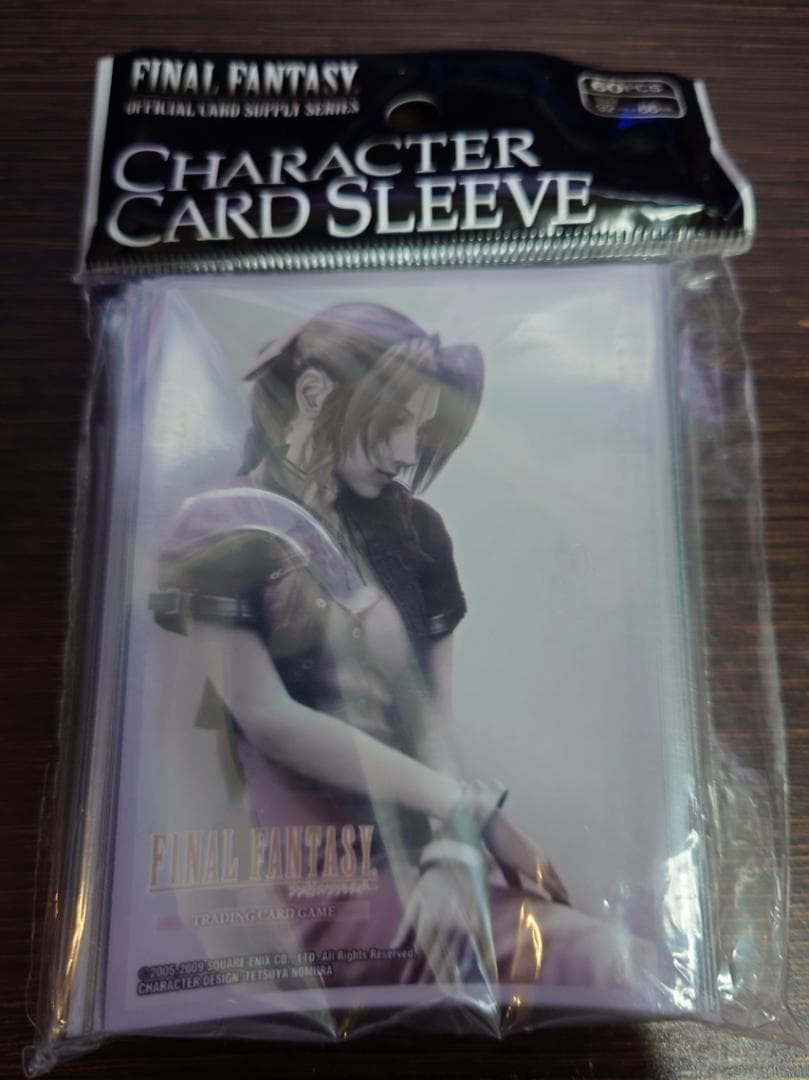 FINAL FANTASY
OFFICIAL CARD SUPPLY SERIES
60PCS
CHARACTER
CARD SLEEVE
FINAL FANTASY
TRADING CARD GAME
©2005-2009 SQUARE ENIX CO., LTD. All Rights Reserved.
CHARACTER DESIGN: TETSUYA NOMURA